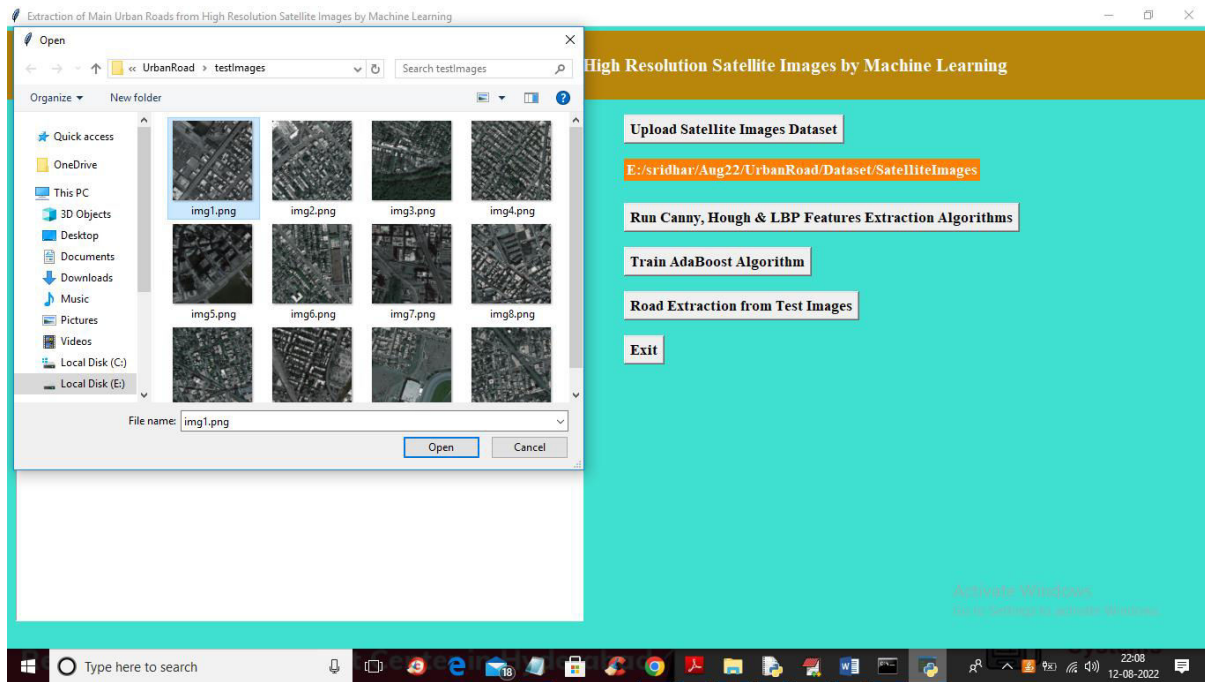 Extraction of Main Urban Roads from High Resolution Satellite Images by Machine Learning
Open
UrbanRoad › testImages
Search testImages
High Resolution Satellite Images by Machine Learning
Organize
New folder
Quick access
OneDrive
This PC
3D Objects
Desktop
Documents
Downloads
Music
Pictures
Videos
Local Disk (C:)
Local Disk (E:)
img1.png
img2.png
img3.png
img4.png
img5.png
img6.png
img7.png
img8.png
File name:
img1.png
Open
Cancel
Upload Satellite Images Dataset
E:/sridhar/Aug22/UrbanRoad/Dataset/SatelliteImages
Run Canny, Hough & LBP Features Extraction Algorithms
Train AdaBoost Algorithm
Road Extraction from Test Images
Exit
Activate Windows
Type here to search
18
22:08
12-08-2022